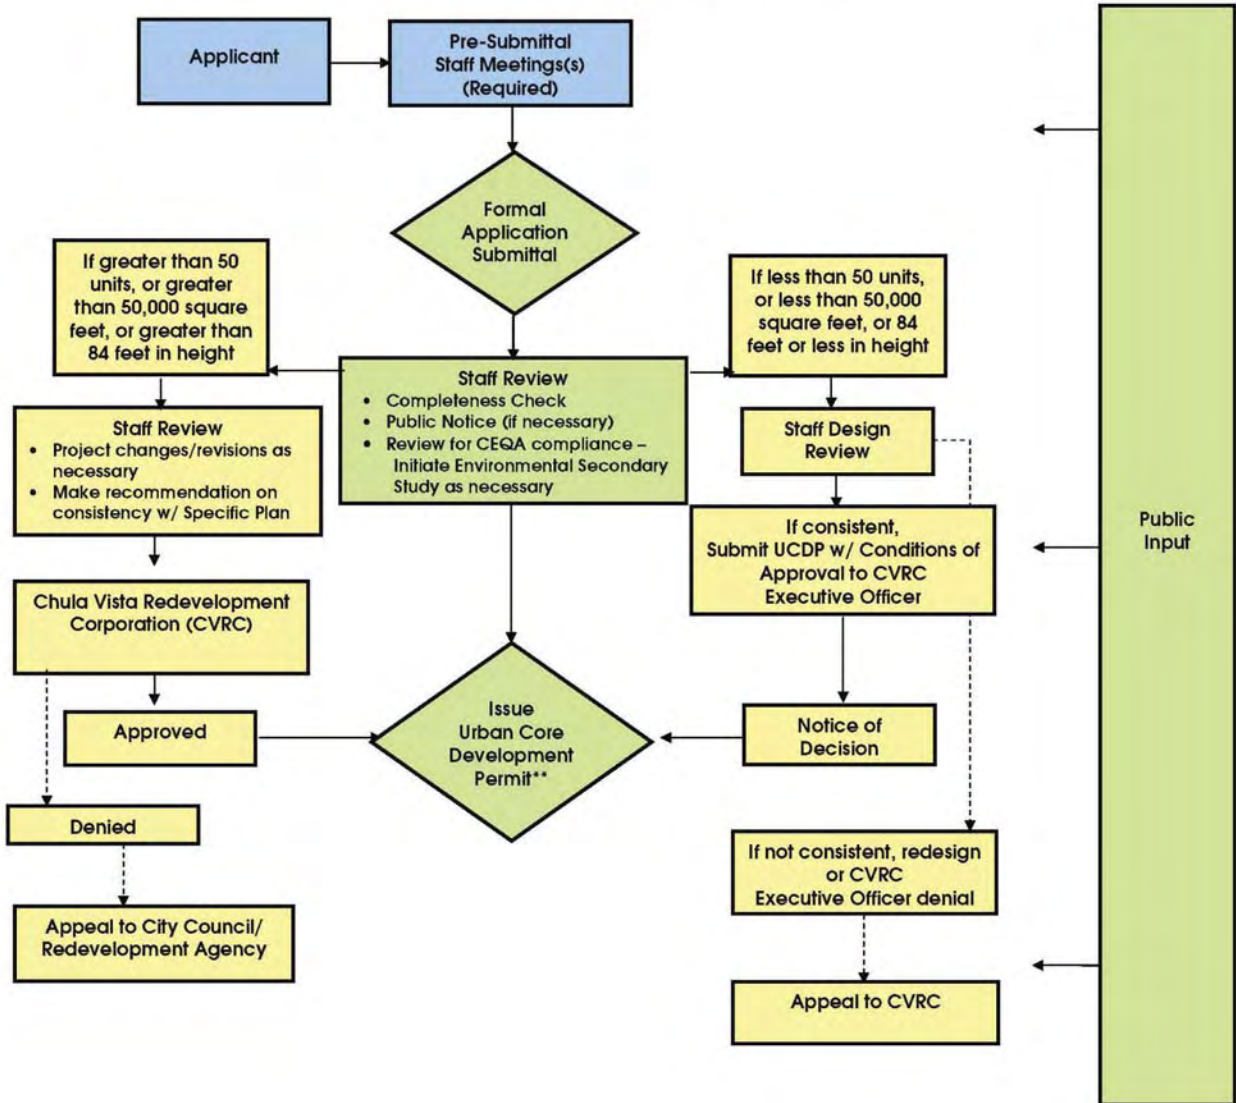 Applicant
Pre-Submittal
Staff Meetings(s)
(Required)
Formal
Application
Submittal
If greater than 50
units, or greater
than 50,000 square
feet, or greater than
84 feet in height
If less than 50 units,
or less than 50,000
square feet, or 84
feet or less in height
Staff Review
• Completeness Check
• Public Notice (if necessary)
• Review for CEQA compliance –
Initiate Environmental Secondary
Study as necessary
Staff Review
• Project changes/revisions as
necessary
• Make recommendation on
consistency w/ Specific Plan
Staff Design
Review
If consistent,
Submit UCDP w/ Conditions of
Approval to CVRC
Executive Officer
Public
Input
Chula Vista Redevelopment
Corporation (CVRC)
Approved
Issue
Urban Core
Development
Permit**
Notice of
Decision
Denied
If not consistent, redesign
or CVRC
Executive Officer denial
Appeal to City Council/
Redevelopment Agency
Appeal to CVRC